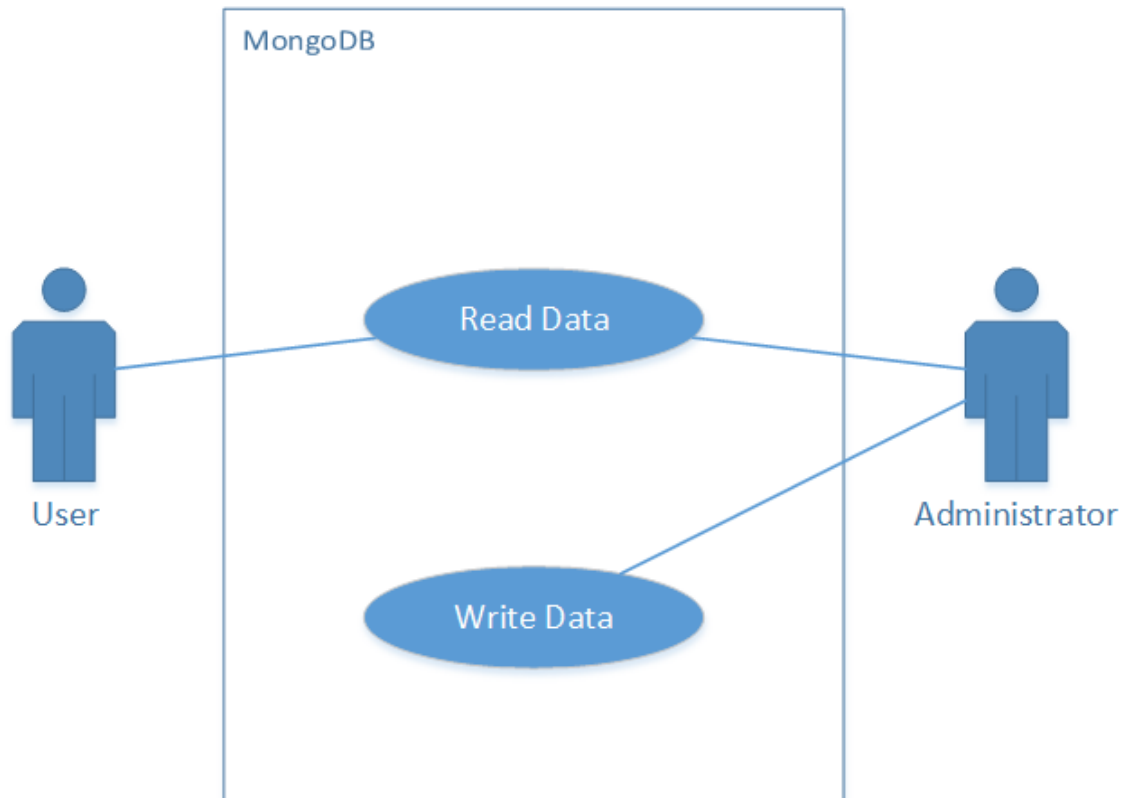 MongoDB
Read Data
User
Administrator
Write Data